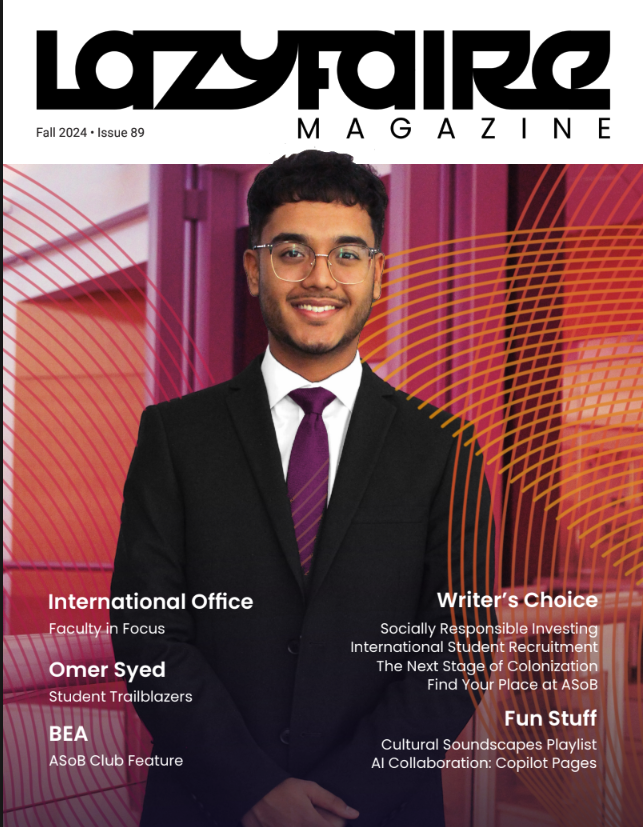 Lazyfaire
MAGAZINE
Fall 2024 • Issue 89
International Office
Faculty in Focus
Omer Syed
Student Trailblazers
BEA
ASoB Club Feature
Writer’s Choice
Socially Responsible Investing
International Student Recruitment
The Next Stage of Colonization
Find Your Place at ASoB
Fun Stuff
Cultural Soundscapes Playlist
AI Collaboration: Copilot Pages